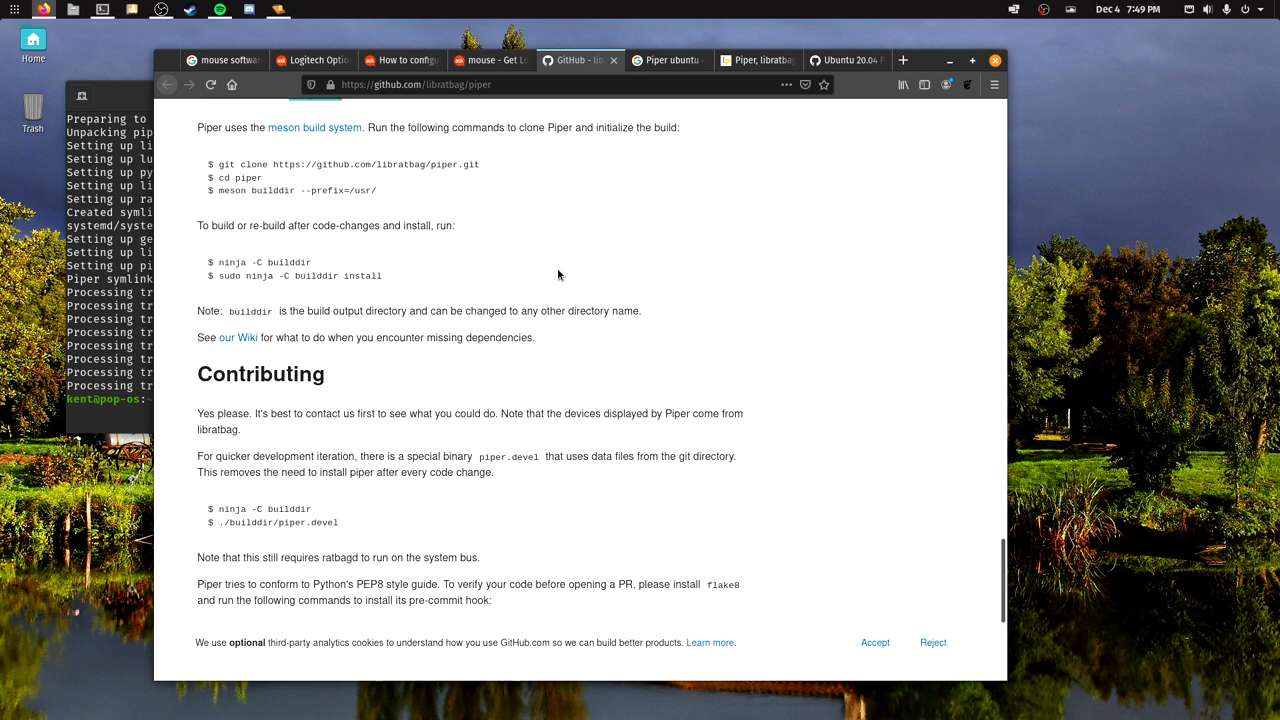 Dec 4 7:49 PM
Home
Trash
mouse softwar
Logitech Optio
How to configu
mouse - Get Lo
GitHub - lib
Piper ubuntu -
Piper, libratbag
Ubuntu 20.04 F
https://github.com/libratbag/piper
Preparing to
Unpacking pip
Setting up li
Setting up lu
Setting up py
Setting up li
Setting up ra
Created symli
systemd/syste
Setting up ge
Setting up li
Setting up pi
Piper symlink
Processing tr
Processing tr
Processing tr
Processing tr
Processing tr
Processing tr
Processing tr
Processing tr
kent@pop-os:
Piper uses the meson build system. Run the following commands to clone Piper and initialize the build:
$ git clone https://github.com/libratbag/piper.git
$ cd piper
$ meson builddir --prefix=/usr/
To build or re-build after code-changes and install, run:
$ ninja -C builddir
$ sudo ninja -C builddir install
Note: builddir is the build output directory and can be changed to any other directory name.
See our Wiki for what to do when you encounter missing dependencies.
Contributing
Yes please. It's best to contact us first to see what you could do. Note that the devices displayed by Piper come from
libratbag.
For quicker development iteration, there is a special binary piper.devel that uses data files from the git directory.
This removes the need to install piper after every code change.
$ ninja -C builddir
$ ./builddir/piper.devel
Note that this still requires ratbagd to run on the system bus.
Piper tries to conform to Python's PEP8 style guide. To verify your code before opening a PR, please install flake8
and run the following commands to install its pre-commit hook:
We use optional third-party analytics cookies to understand how you use GitHub.com so we can build better products. Learn more.
Accept
Reject